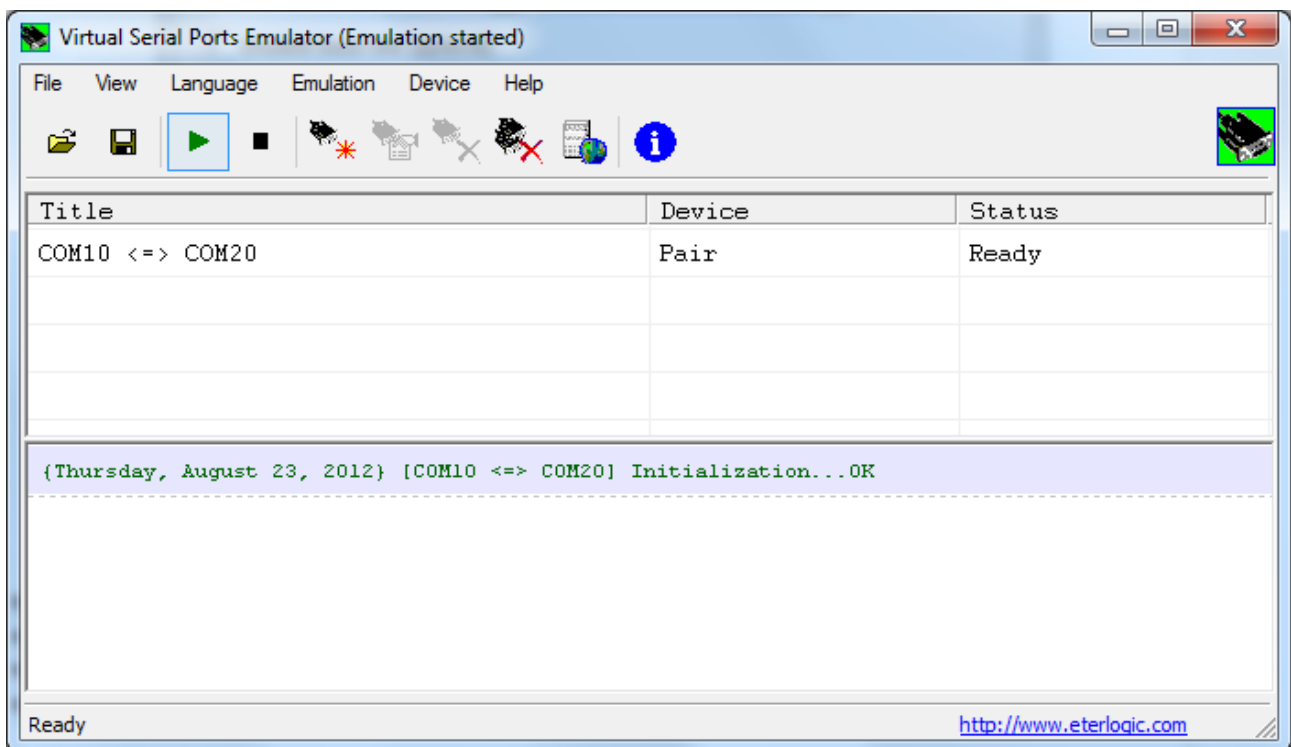 Virtual Serial Ports Emulator (Emulation started)
File View Language Emulation Device Help
Title Device Status
COM10 <=> COM20 Pair Ready
{Thursday, August 23, 2012} [COM10 <=> COM20] Initialization...OK
Ready http://www.eterlogic.com